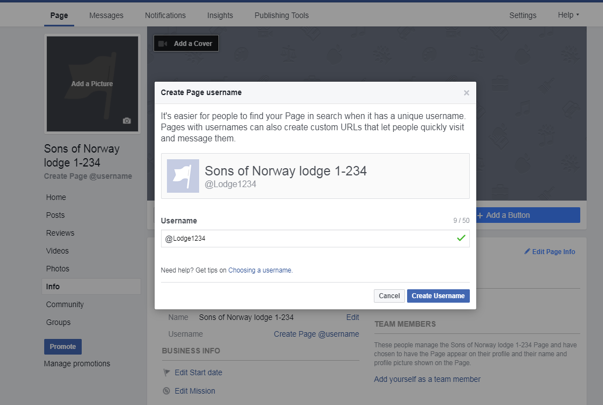 Page Messages Notifications Insights Publishing Tools Settings Help
Add a Cover
Add a Picture
Sons of Norway
lodge 1-234
Create Page @username
Home
Posts
Reviews
Videos
Photos
Info
Community
Groups
Promote
Manage promotions
Create Page username
It's easier for people to find your Page in search when it has a unique username.
Pages with usernames can also create custom URLs that let people quickly visit
and message them.
Sons of Norway lodge 1-234
@Lodge1234
Username 9 / 50
@Lodge1234
Need help? Get tips on Choosing a username.
Cancel Create Username
+ Add a Button
Edit Page Info
Name Sons of Norway lodge 1-234 Edit
Username Create Page @username
BUSINESS INFO
Edit Start date
Edit Mission
TEAM MEMBERS
These people manage the Sons of Norway lodge 1-234 Page and have
chosen to have the Page appear on their profile and their name and
profile picture shown on the Page.
Add yourself as a team member